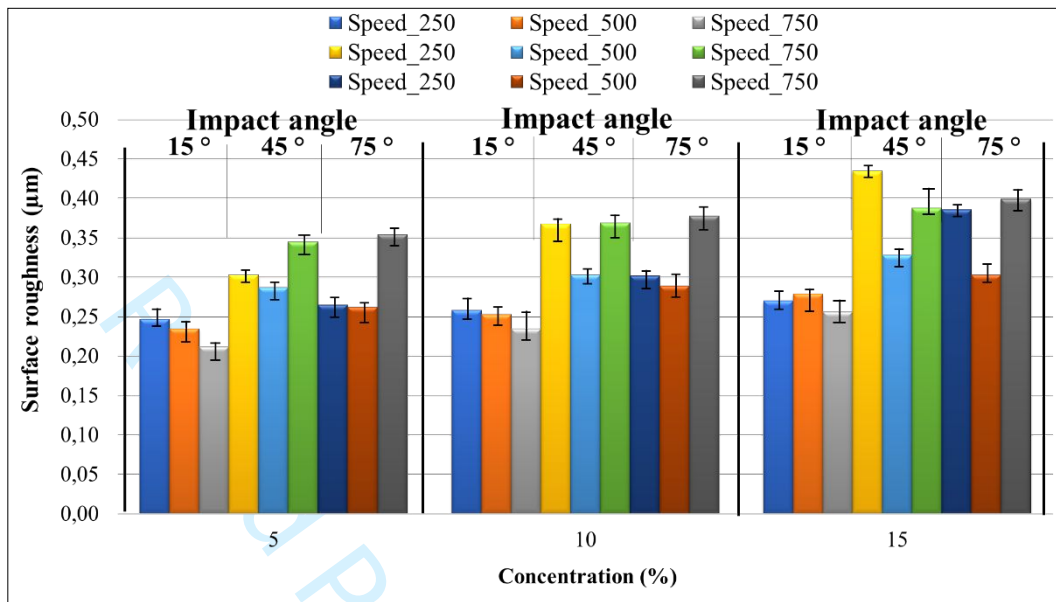 Speed_250 Speed_500 Speed_750
Speed_250 Speed_500 Speed_750
Speed_250 Speed_500 Speed_750
Impact angle Impact angle Impact angle
15 ° 45 ° 75 ° 15 ° 45 ° 75 ° 15 ° 45 ° 75 °
Surface roughness (µm)
0,50
0,45
0,40
0,35
0,30
0,25
0,20
0,15
0,10
0,05
0,00
5 10 15
Concentration (%)